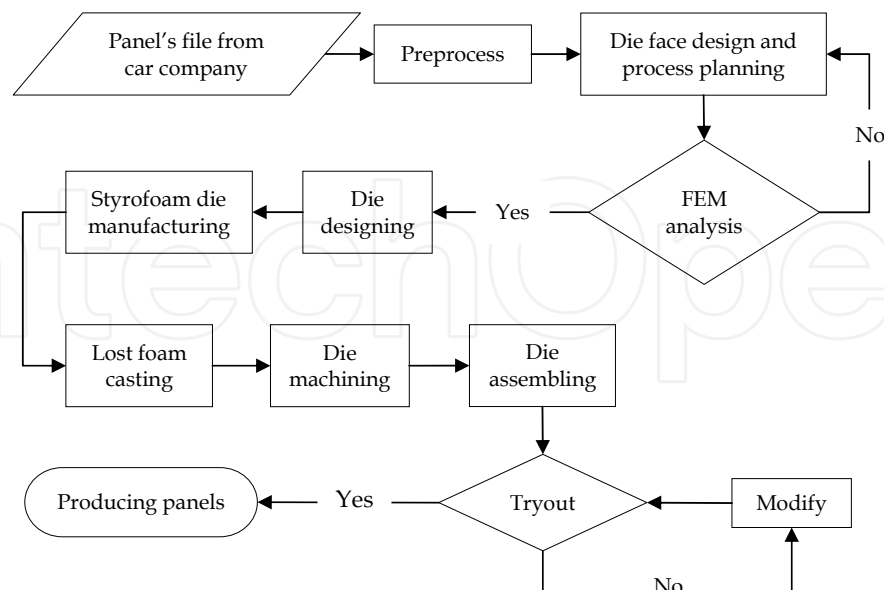 Panel's file from
car company
Preprocess
Die face design and
process planning
No
FEM
analysis
Yes
Die
designing
Styrofoam die
manufacturing
Lost foam
casting
Die
machining
Die
assembling
Tryout
Yes
Producing panels
Modify
No
ntechOpe